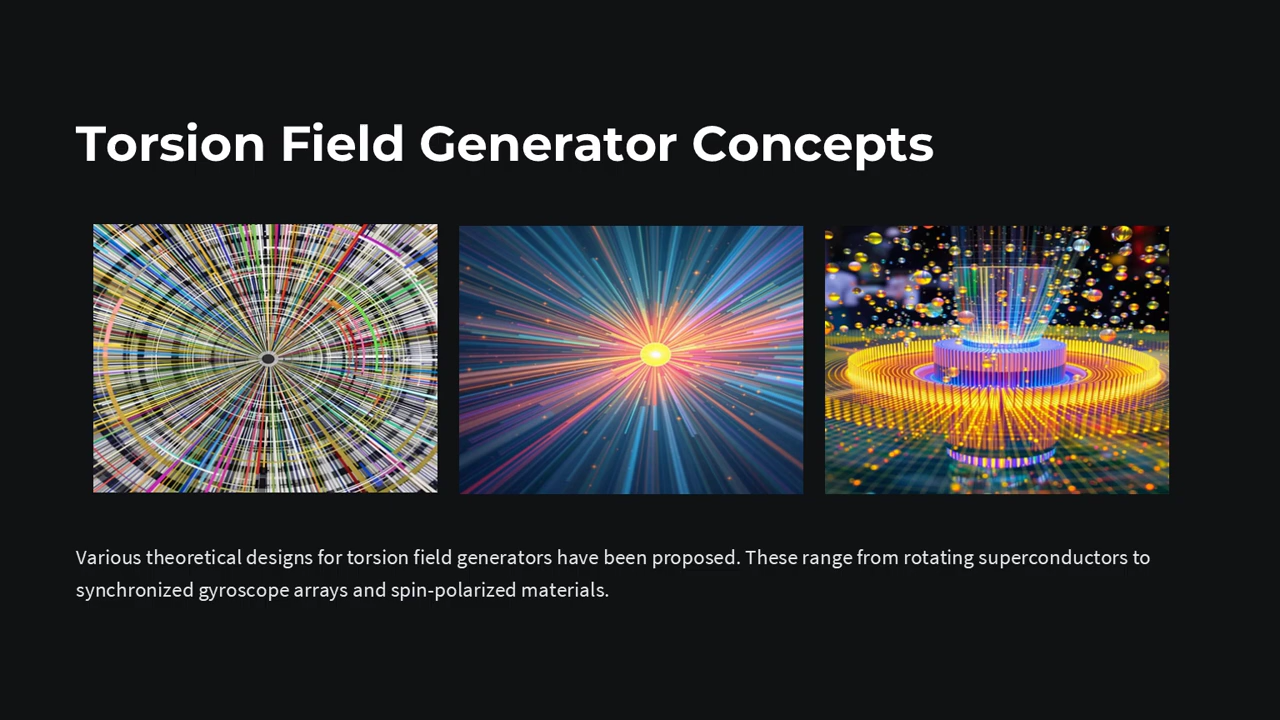 Torsion Field Generator Concepts
Various theoretical designs for torsion field generators have been proposed. These range from rotating superconductors to
synchronized gyroscope arrays and spin-polarized materials.